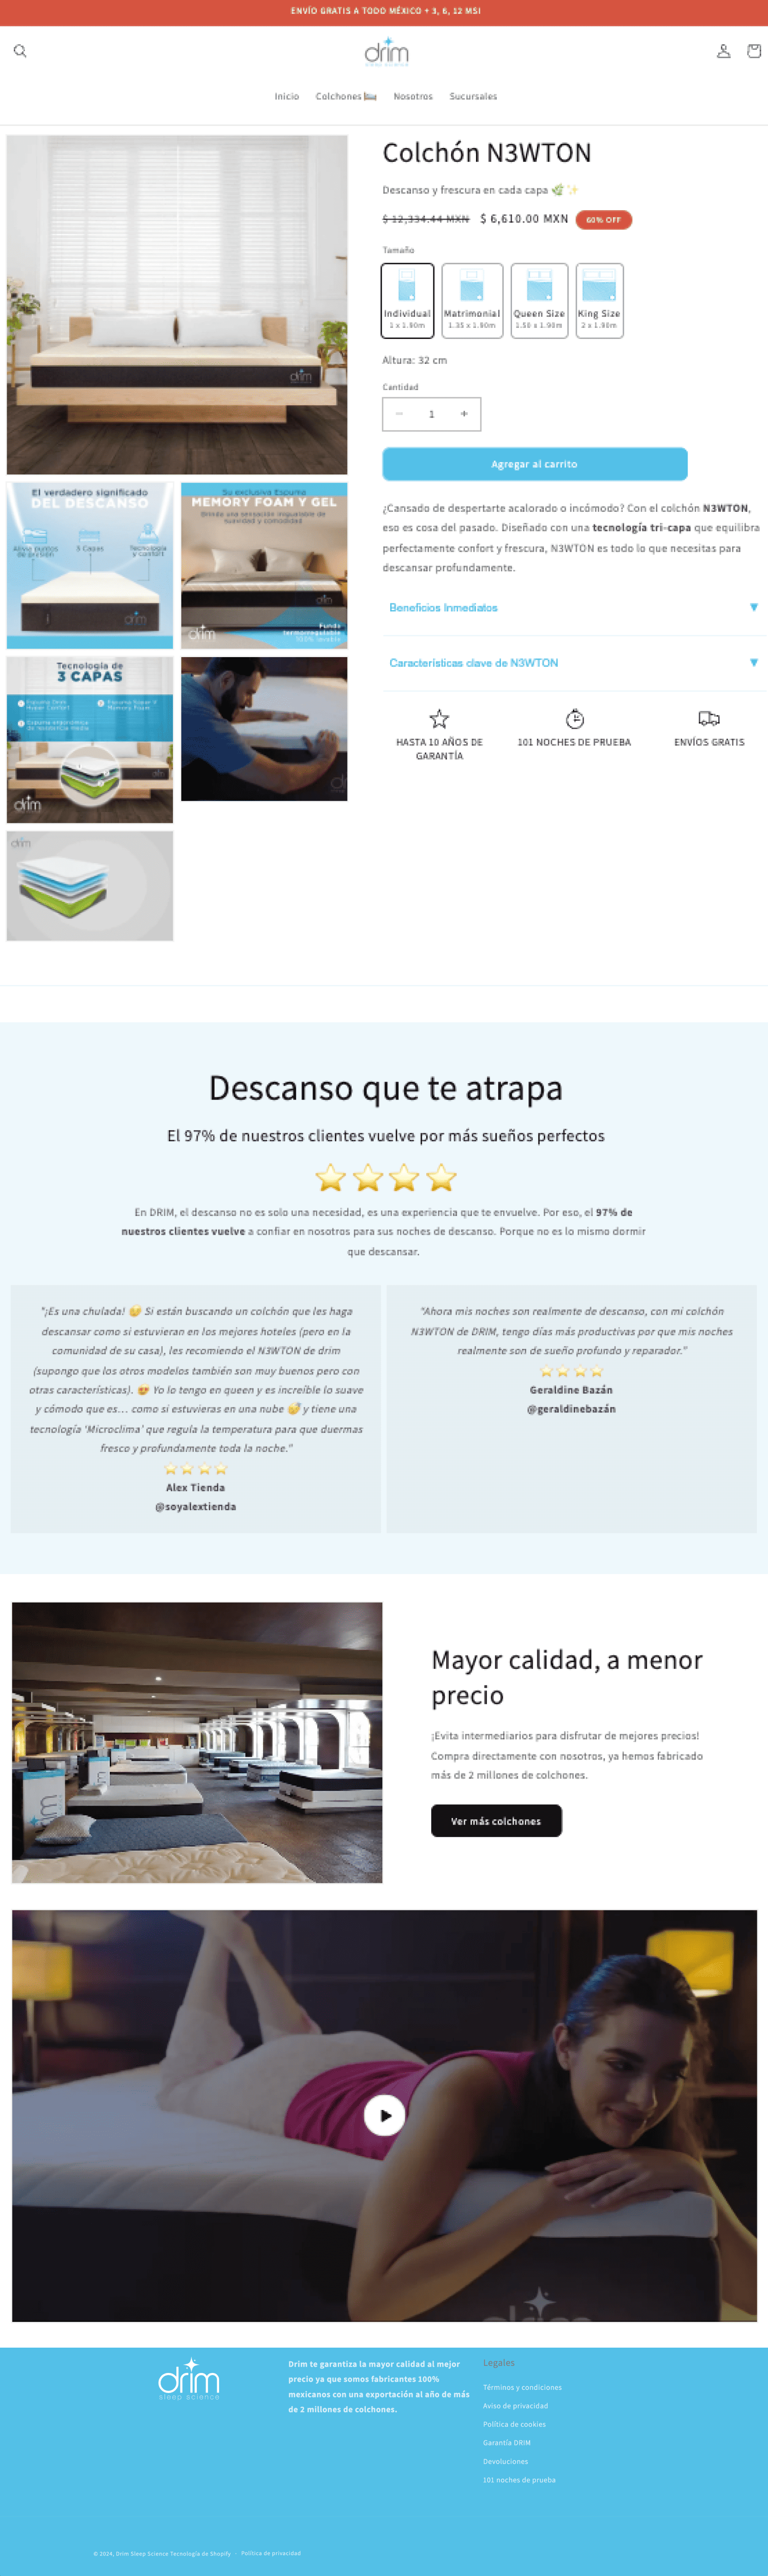 ENVÍO GRATIS A TODO MÉXICO + 3, 6, 12 MSI
drim
Inicio
Colchones
Nosotros
Sucursales
Colchón N3WTON
Descanso y frescura en cada capa 🌿 ✨
$ 12,334.44 MXN
$ 6,610.00 MXN
60% OFF
Tamaño
Individual
1 x 1.90m
Matrimonial
1.35 x 1.90m
Queen Size
1.50 x 1.90m
King Size
2 x 1.90m
Altura: 32 cm
Cantidad
1
Agregar al carrito
¿Cansado de despertarte acalorado o incómodo? Con el colchón N3WTON,
eso es cosa del pasado. Diseñado con una tecnología tri-capa que equilibra
perfectamente confort y frescura, N3WTON es todo lo que necesitas para
descansar profundamente.
Beneficios Inmediatos
Características clave de N3WTON
HASTA 10 AÑOS DE
GARANTÍA
101 NOCHES DE PRUEBA
ENVÍOS GRATIS
drim
El verdadero significado
DEL DESCANSO
Alivia puntos
de presión
3 Capas
Tecnología
y confort
drim
Su exclusiva Espuma
MEMORY FOAM Y GEL
Brinda una sensación inigualable de
suavidad y comodidad
drim
drim
Funda
termorregulable
100% lavable
Tecnología de
3 CAPAS
drim
drim
Descanso que te atrapa
El 97% de nuestros clientes vuelve por más sueños perfectos
En DRIM, el descanso no es solo una necesidad, es una experiencia que te envuelve. Por eso, el 97% de
nuestros clientes vuelve a confiar en nosotros para sus noches de descanso. Porque no es lo mismo dormir
que descansar.
"¡Es una chulada! Si están buscando un colchón que les haga
descansar como si estuvieran en los mejores hoteles (pero en la
comunidad de su casa), les recomiendo el N3WTON de drim
(supongo que los otros modelos también son muy buenos pero con
otras características). 😍 Yo lo tengo en queen y es increíble lo suave
y cómodo que es... como si estuvieras en una nube y tiene una
tecnología 'Microclima' que regula la temperatura para que duermas
fresco y profundamente toda la noche."
Alex Tienda
@soyalextienda
"Ahora mis noches son realmente de descanso, con mi colchón
N3WTON de DRIM, tengo días más productivas por que mis noches
realmente son de sueño profundo y reparador."
Geraldine Bazán
@geraldinebazán
Mayor calidad, a menor
precio
¡Evita intermediarios para disfrutar de mejores precios!
Compra directamente con nosotros, ya hemos fabricado
más de 2 millones de colchones.
Ver más colchones
drim
sleep science
Drim te garantiza la mayor calidad al mejor
precio ya que somos fabricantes 100%
mexicanos con una exportación al año de más
de 2 millones de colchones.
Legales
Términos y condiciones
Aviso de privacidad
Política de cookies
Garantía DRIM
Devoluciones
101 noches de prueba
© 2024, Drim Sleep Science Tecnología de Shopify · Política de privacidad